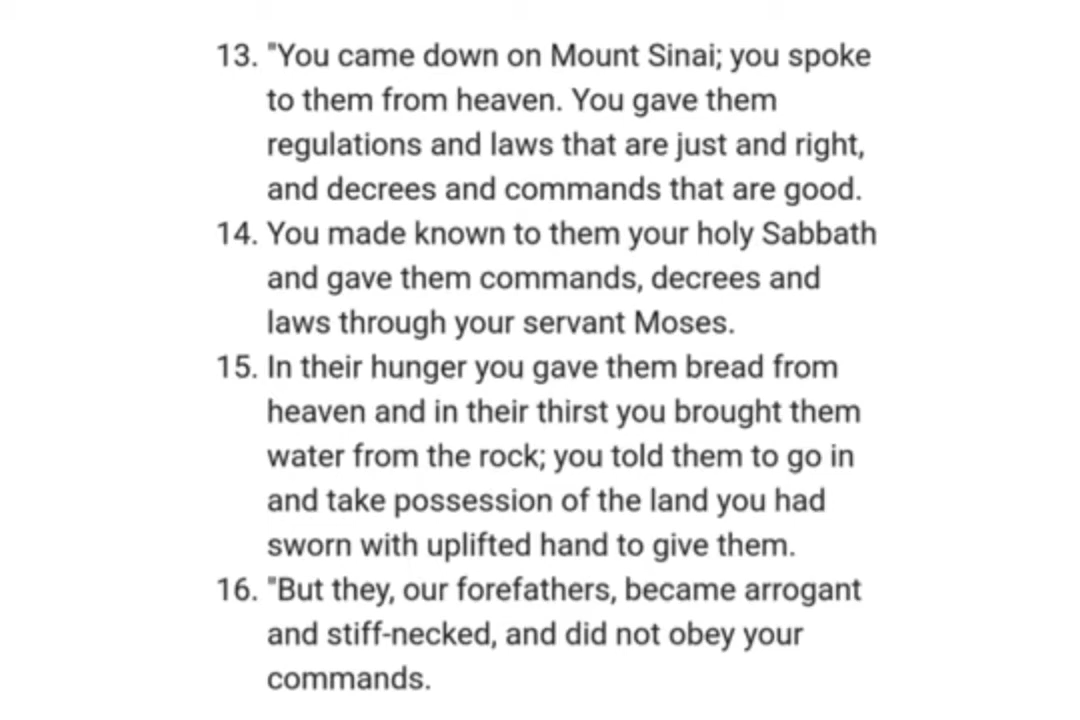 13. "You came down on Mount Sinai; you spoke
to them from heaven. You gave them
regulations and laws that are just and right,
and decrees and commands that are good.
14. You made known to them your holy Sabbath
and gave them commands, decrees and
laws through your servant Moses.
15. In their hunger you gave them bread from
heaven and in their thirst you brought them
water from the rock; you told them to go in
and take possession of the land you had
sworn with uplifted hand to give them.
16. "But they, our forefathers, became arrogant
and stiff-necked, and did not obey your
commands.